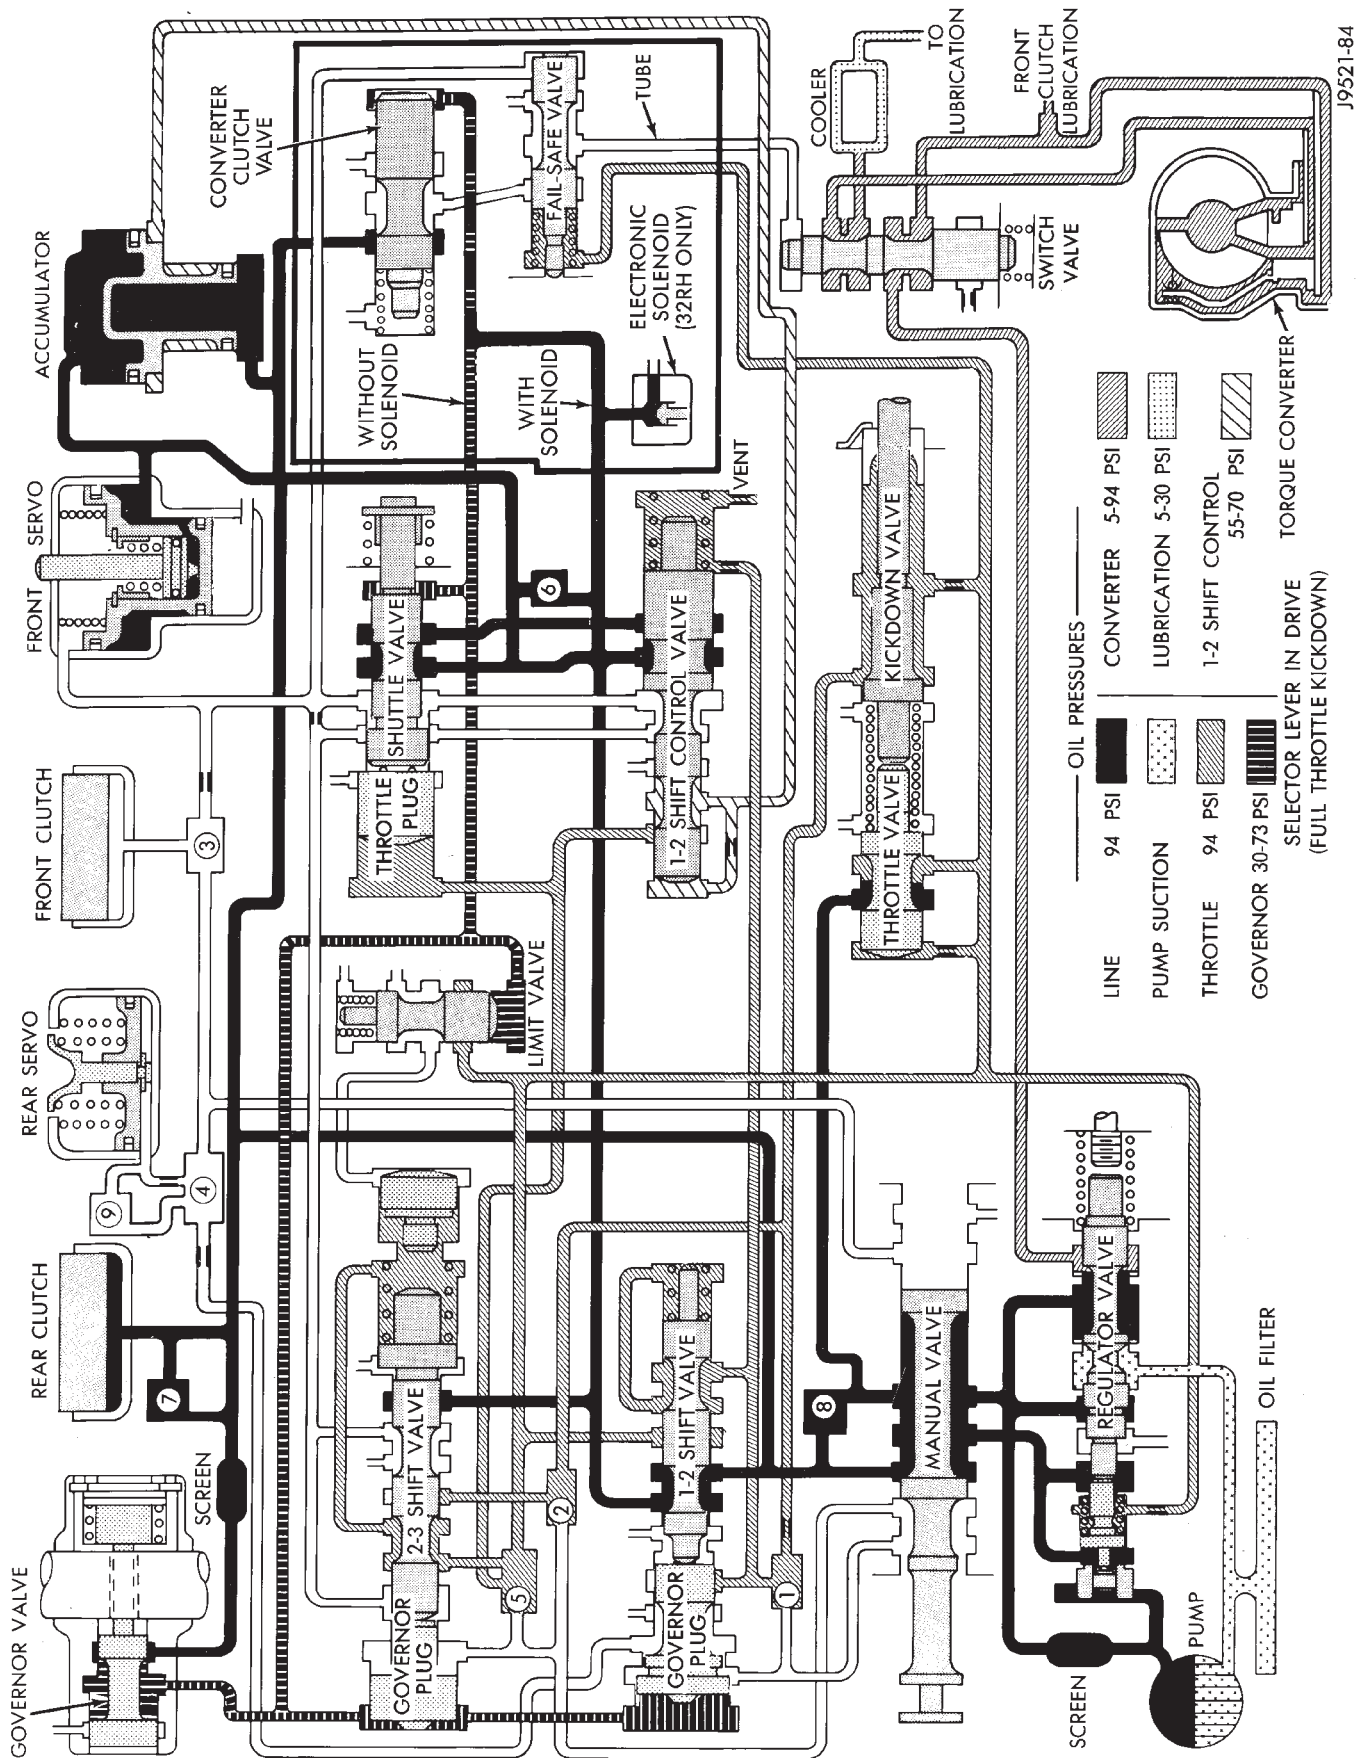 GOVERNOR VALVE
REAR CLUTCH
REAR SERVO
FRONT CLUTCH
FRONT SERVO
ACCUMULATOR
SCREEN
7
9
4
3
CONVERTER
CLUTCH
VALVE
FAIL-SAFE VALVE
TUBE
WITHOUT
SOLENOID
WITH
SOLENOID
ELECTRONIC
SOLENOID
(32RH ONLY)
GOVERNOR
PLUG
2-3 SHIFT VALVE
LIMIT VALVE
THROTTLE
PLUG
SHUTTLE VALVE
6
5
2
GOVERNOR
PLUG
1-2 SHIFT VALVE
1-2 SHIFT CONTROL VALVE
VENT
1
8
MANUAL VALVE
THROTTLE VALVE
KICKDOWN VALVE
COOLER
TO
LUBRICATION
FRONT
CLUTCH
LUBRICATION
SWITCH
VALVE
TORQUE CONVERTER
SCREEN
PUMP
REGULATOR VALVE
OIL FILTER
OIL PRESSURES
LINE 94 PSI
PUMP SUCTION
THROTTLE 94 PSI
GOVERNOR 30-73 PSI
CONVERTER 5-94 PSI
LUBRICATION 5-30 PSI
1-2 SHIFT CONTROL
55-70 PSI
SELECTOR LEVER IN DRIVE
(FULL THROTTLE KICKDOWN)
J9521-84